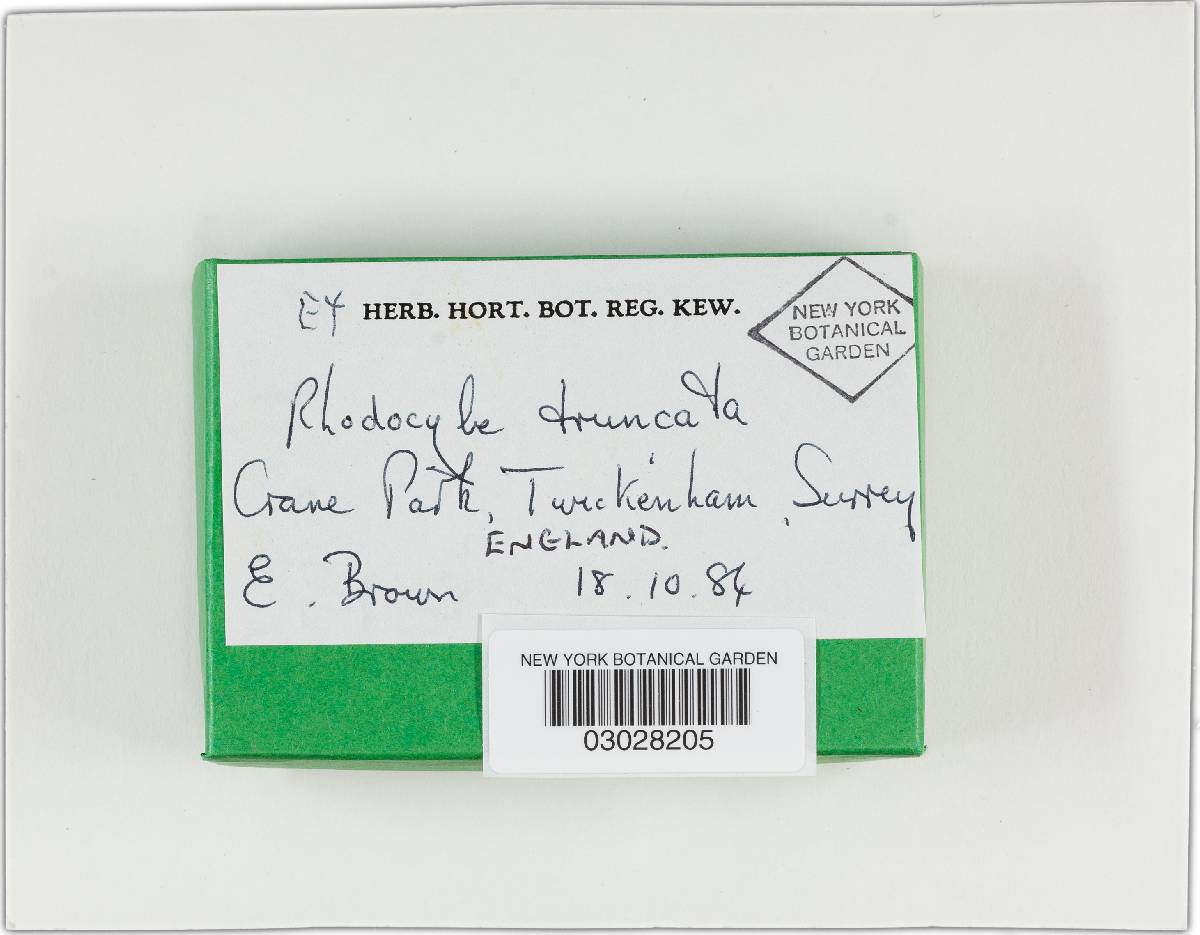 E4 HERB. HORT. BOT. REG. KEW.
NEW YORK
BOTANICAL
GARDEN
Rhodocybe truncata
Crane Park, Twickenham, Surrey
ENGLAND.
E. Brown 18.10.84
NEW YORK BOTANICAL GARDEN
03028205